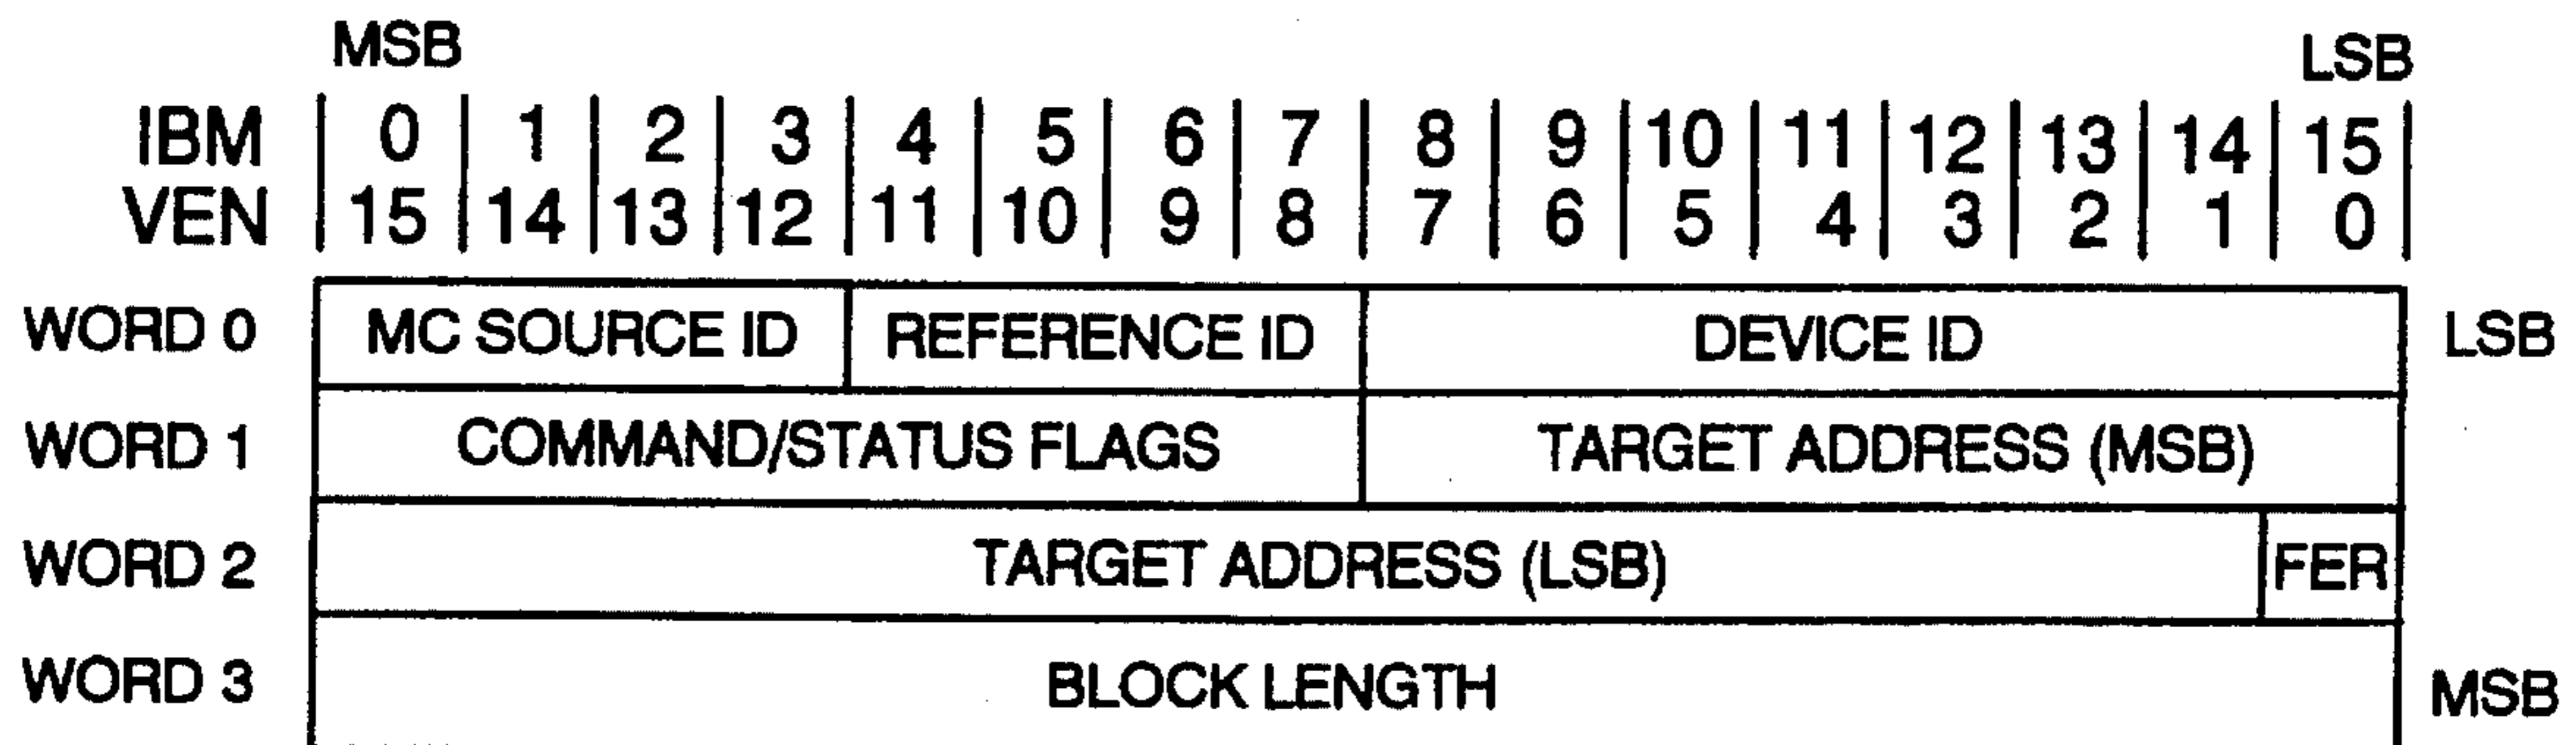 MSB LSB
IBM 0 1 2 3 4 5 6 7 8 9 10 11 12 13 14 15
VEN 15 14 13 12 11 10 9 8 7 6 5 4 3 2 1 0
WORD 0 MC SOURCE ID REFERENCE ID DEVICE ID LSB
WORD 1 COMMAND/STATUS FLAGS TARGET ADDRESS (MSB)
WORD 2 TARGET ADDRESS (LSB) FER
WORD 3 BLOCK LENGTH MSB